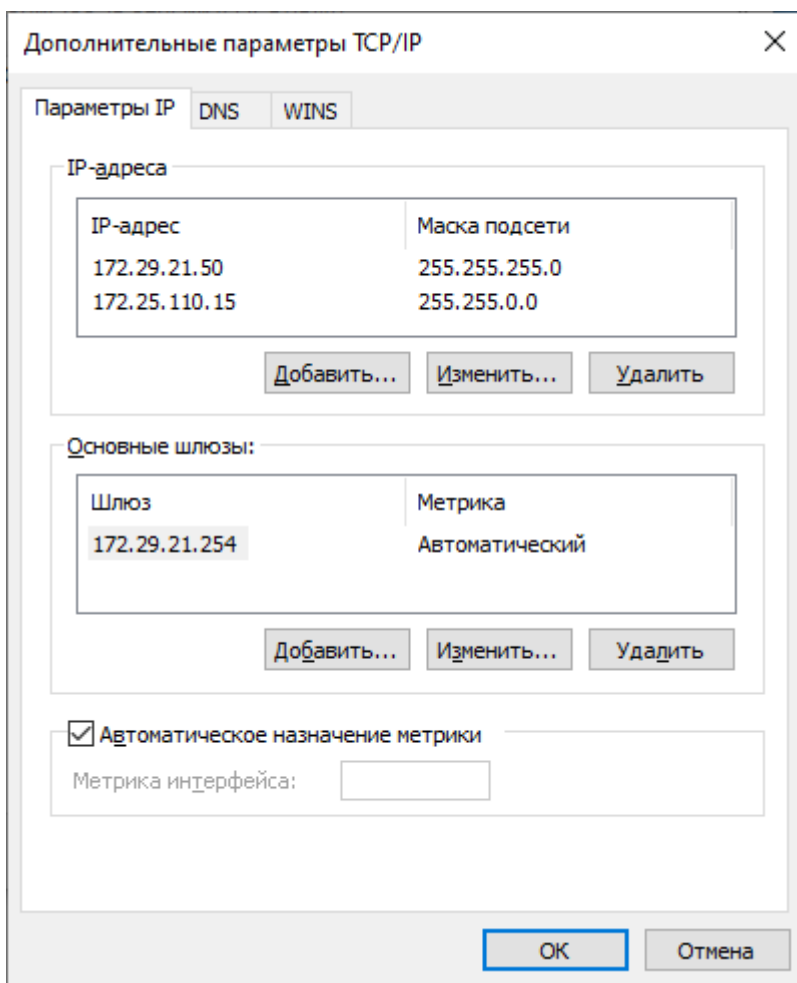 Дополнительные параметры TCP/IP
Параметры IP DNS WINS
IP-адреса
IP-адрес Маска подсети
172.29.21.50 255.255.255.0
172.25.110.15 255.255.0.0
Добавить... Изменить... Удалить
Основные шлюзы:
Шлюз Метрика
172.29.21.254 Автоматический
Добавить... Изменить... Удалить
Автоматическое назначение метрики
Метрика интерфейса:
ОК Отмена